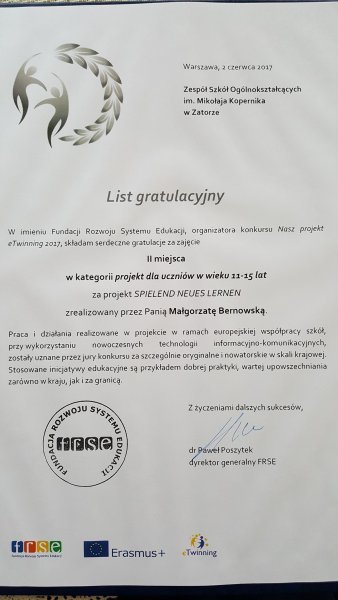 Warszawa, 2 czerwca 2017
Zespół Szkół Ogólnokształcących
im. Mikołaja Kopernika
w Zatorze
List gratulacyjny
W imieniu Fundacji Rozwoju Systemu Edukacji, organizatora konkursu Nasz projekt
eTwinning 2017, składam serdeczne gratulacje za zajęcie
II miejsca
w kategorii projekt dla uczniów w wieku 11-15 lat
za projekt SPIELEND NEUES LERNEN
zrealizowany przez Panią Małgorzatę Bernowską.
Praca i działania realizowane w projekcie w ramach europejskiej współpracy szkół,
przy wykorzystaniu nowoczesnych technologii informacyjno-komunikacyjnych,
zostały uznane przez jury konkursu za szczególnie oryginalne i nowatorskie w skali krajowej.
Stosowane inicjatywy edukacyjne są przykładem dobrej praktyki, wartej upowszechniania
zarówno w kraju, jak i za granicą.
Z życzeniami dalszych sukcesów,
dr Paweł Poszytek
dyrektor generalny FRSE
FUNDACJA ROZWOJU SYSTEMU EDUKACJI
frse
frse
Fundacja Rozwoju Systemu Edukacji
Erasmus+
eTwinning